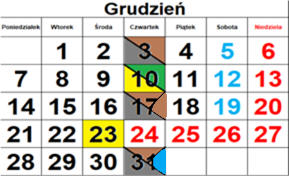 Grudzień
Poniedziałek Wtorek Środa Czwartek Piątek Sobota Niedziela
1 2 3 4 5 6
7 8 9 10 11 12 13
14 15 16 17 18 19 20
21 22 23 24 25 26 27
28 29 30 31